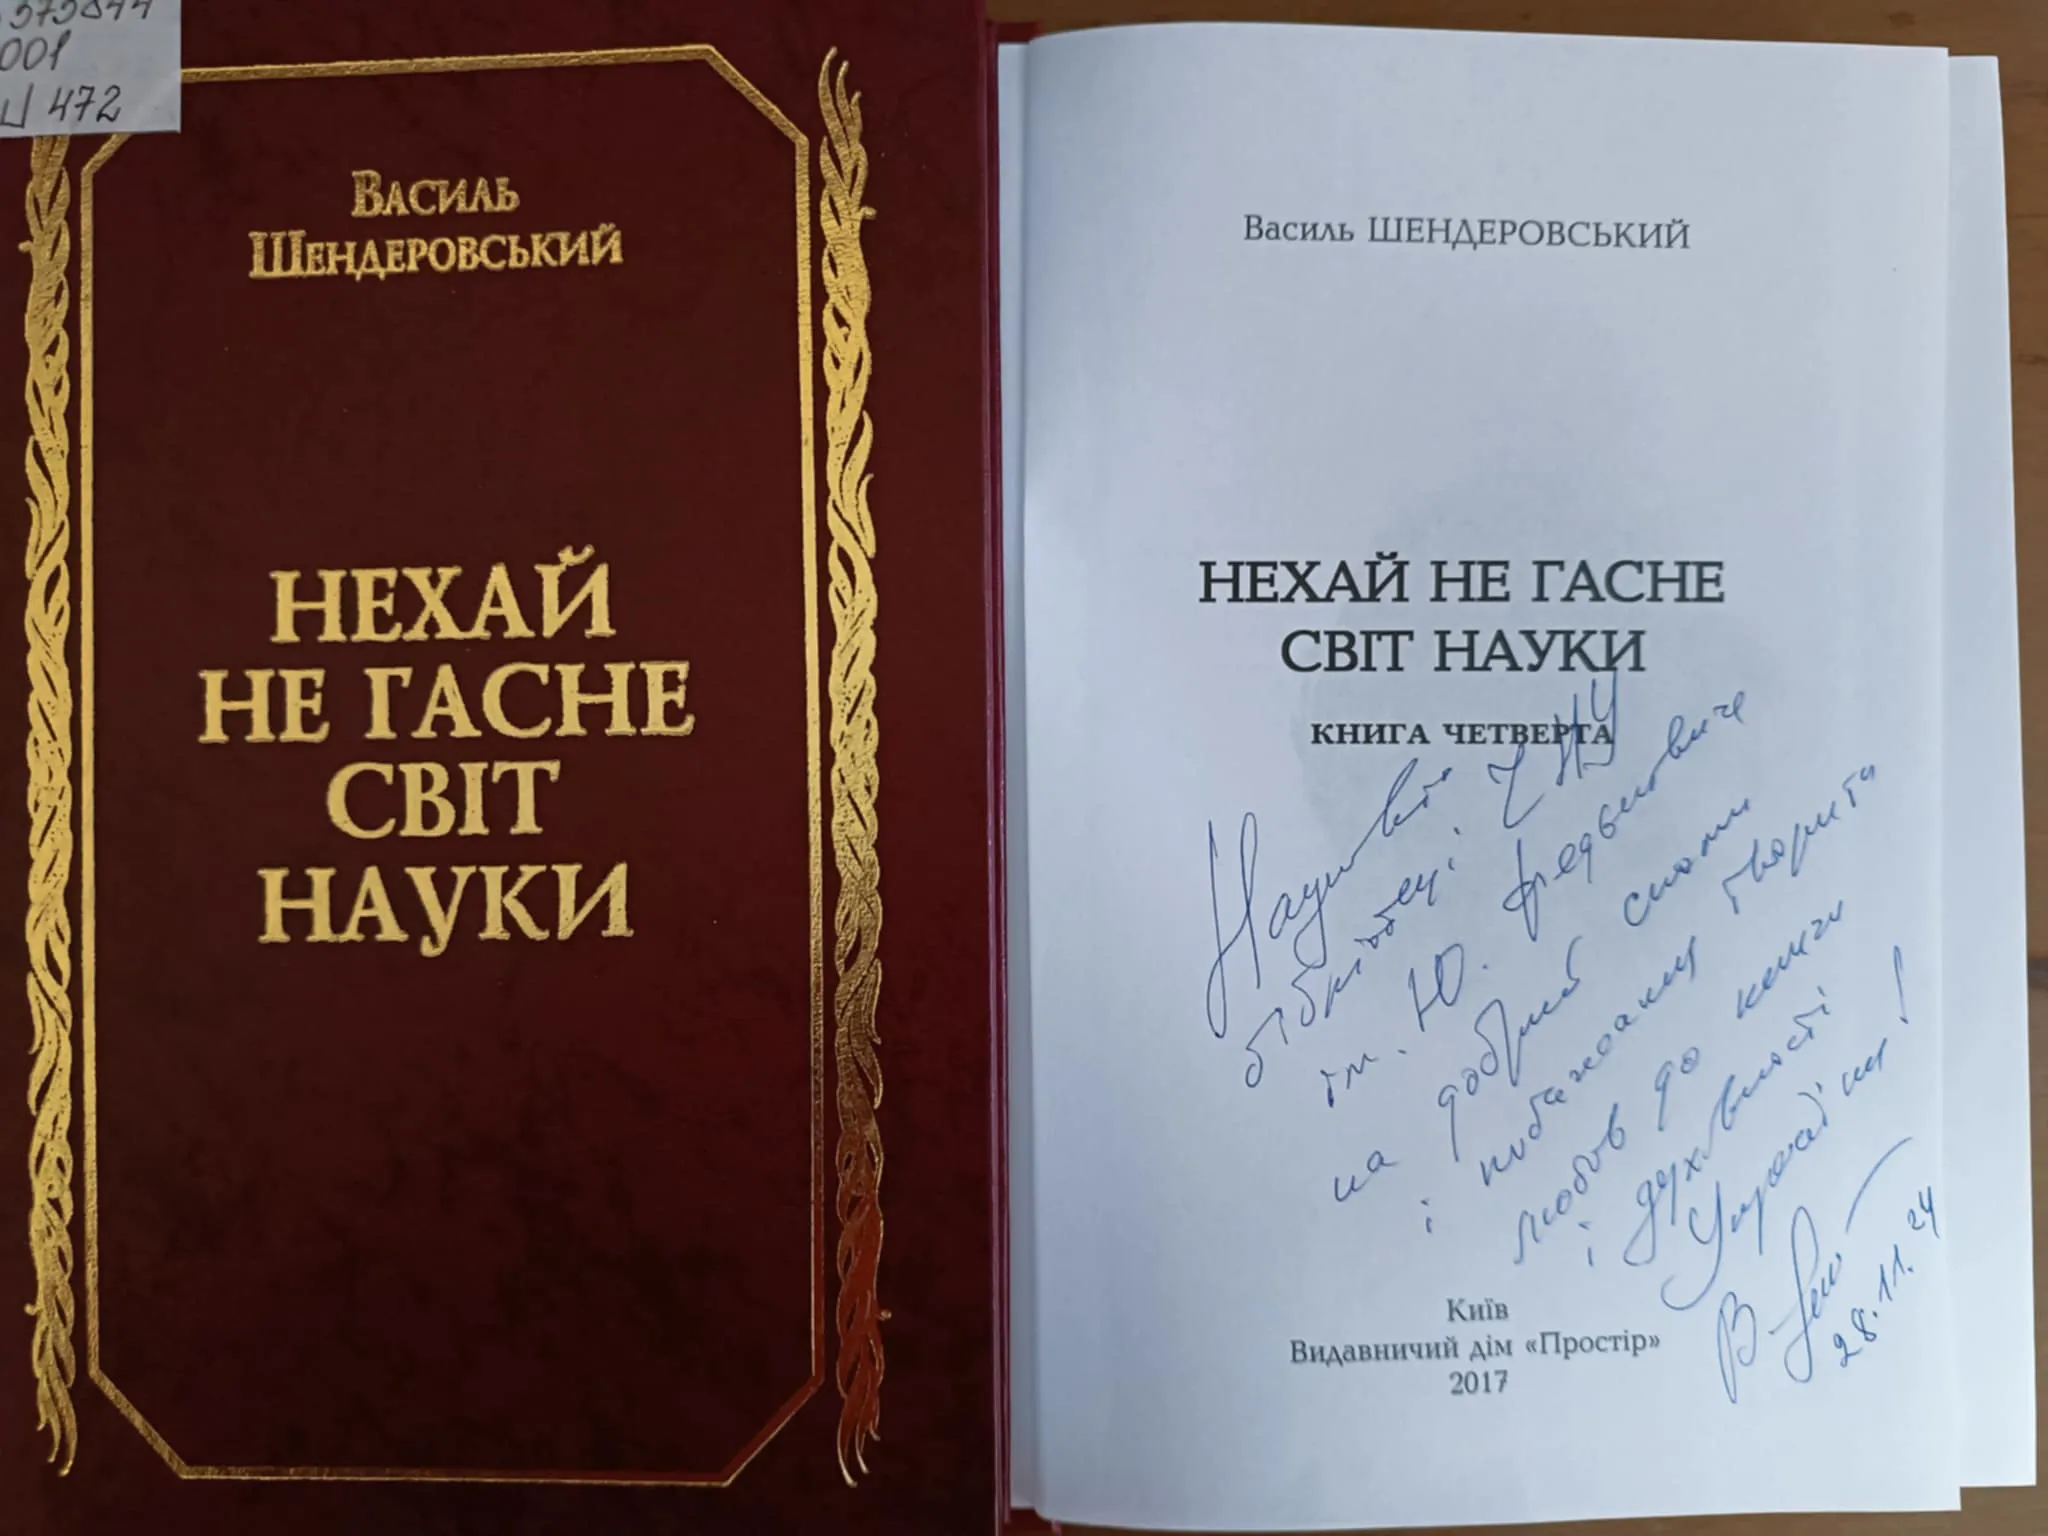 001
Ш 472
ВАСИЛЬ
ШЕНДЕРОВСЬКИЙ
НЕХАЙ
НЕ ГАСНЕ
СВІТ
НАУКИ
Василь ШЕНДЕРОВСЬКИЙ
НЕХАЙ НЕ ГАСНЕ
СВІТ НАУКИ
КНИГА ЧЕТВЕРТА
Науковій
бібліотеці ЧНУ
ім. Ю. Федьковича
на добрий спомин
і творити
любов до книги
і духовності
України!
28.11.24
Київ
Видавничий дім «Простір»
2017